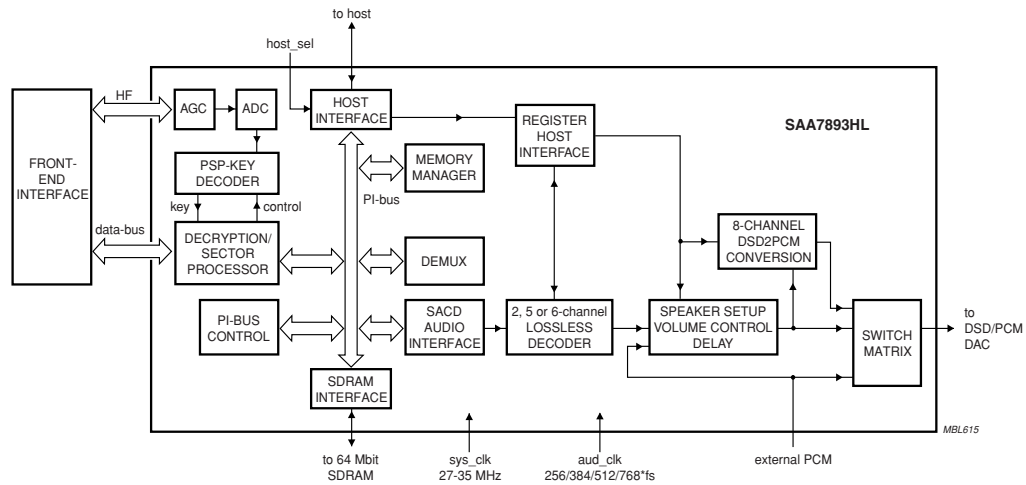 to host
host_sel
HF
AGC
ADC
HOST
INTERFACE
REGISTER
HOST
INTERFACE
SAA7893HL
FRONT-
END
INTERFACE
PSP-KEY
DECODER
MEMORY
MANAGER
PI-bus
key
control
data-bus
DECRYPTION/
SECTOR
PROCESSOR
DEMUX
8-CHANNEL
DSD2PCM
CONVERSION
PI-BUS
CONTROL
SACD
AUDIO
INTERFACE
2, 5 or 6-channel
LOSSLESS
DECODER
SPEAKER SETUP
VOLUME CONTROL
DELAY
SWITCH
MATRIX
to
DSD/PCM
DAC
SDRAM
INTERFACE
MBL615
to 64 Mbit
SDRAM
sys_clk
27-35 MHz
aud_clk
256/384/512/768*fs
external PCM